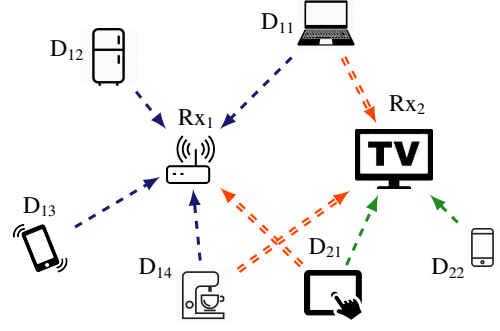 D₁₁
D₁₂
Rx₁
Rx₂
TV
D₁₃
D₁₄
D₂₁
D₂₂